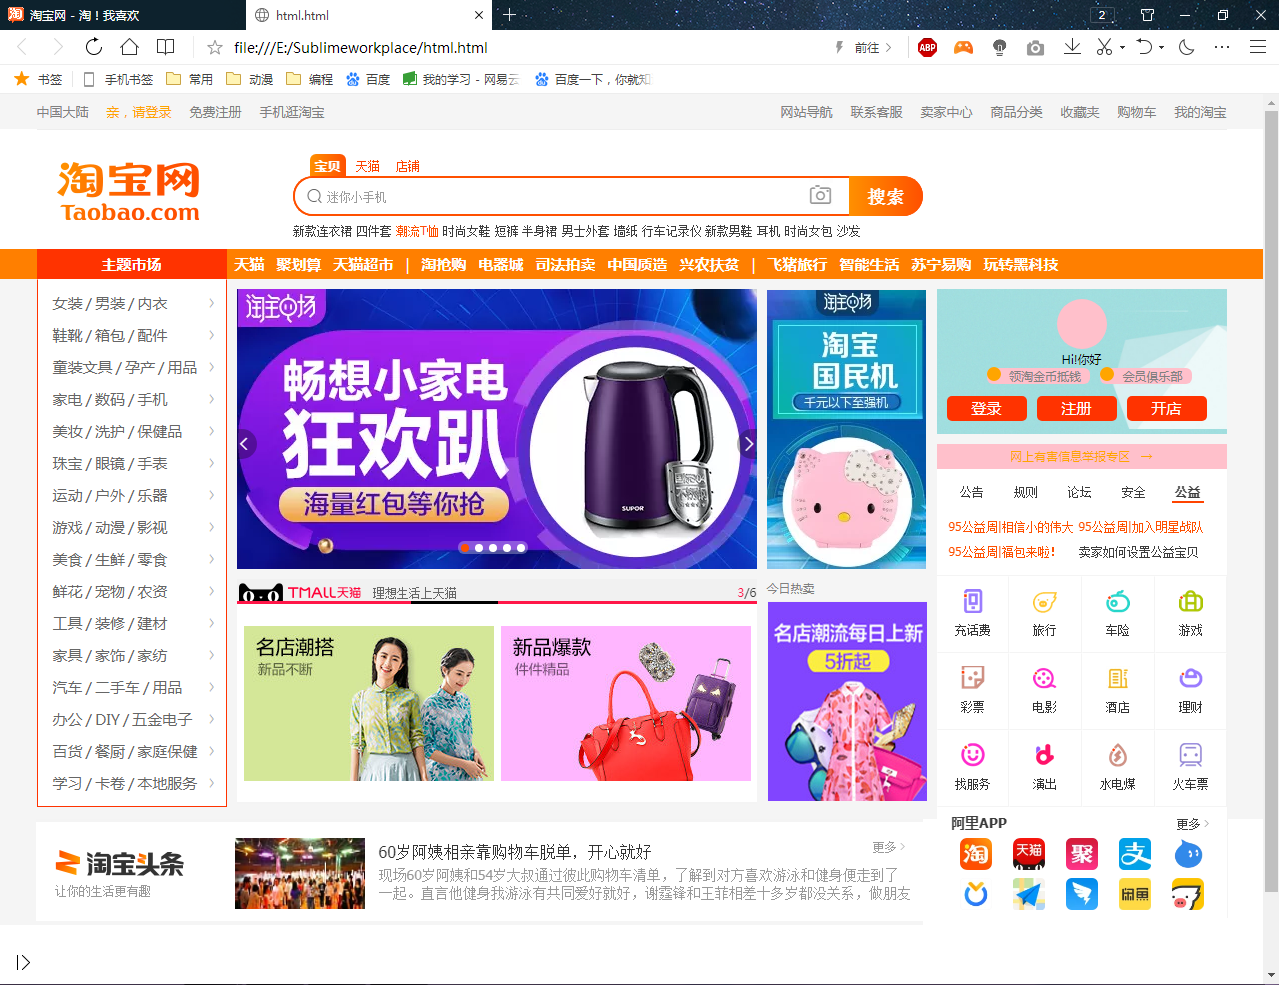 淘宝网 - 淘！我喜欢
html.html
2
file:///E:/Sublimeworkplace/html.html
前往
ABP
书签 手机书签 常用 动漫 编程 百度 我的学习 - 网易云 百度一下，你就知
中国大陆 亲，请登录 免费注册 手机逛淘宝
网站导航 联系客服 卖家中心 商品分类 收藏夹 购物车 我的淘宝
淘宝网
Taobao.com
宝贝 天猫 店铺
迷你小手机
搜索
新款连衣裙 四件套 潮流T恤 时尚女鞋 短裤 半身裙 男士外套 墙纸 行车记录仪 新款男鞋 耳机 时尚女包 沙发
主题市场
天猫 聚划算 天猫超市 | 淘抢购 电器城 司法拍卖 中国质造 兴农扶贫 | 飞猪旅行 智能生活 苏宁易购 玩转黑科技
女装 / 男装 / 内衣
鞋靴 / 箱包 / 配件
童装文具 / 孕产 / 用品
家电 / 数码 / 手机
美妆 / 洗护 / 保健品
珠宝 / 眼镜 / 手表
运动 / 户外 / 乐器
游戏 / 动漫 / 影视
美食 / 生鲜 / 零食
鲜花 / 宠物 / 农资
工具 / 装修 / 建材
家具 / 家饰 / 家纺
汽车 / 二手车 / 用品
办公 / DIY / 五金电子
百货 / 餐厨 / 家庭保健
学习 / 卡卷 / 本地服务
畅想小家电
狂欢趴
海量红包等你抢
SUPOR
TMALL天猫 理想生活上天猫
3/6
名店潮搭
新品不断
新品爆款
件件精品
淘宝
国民机
千元以下至强机
今日热卖
名店潮流每日上新
5折起
Hi!你好
领淘金币抵钱 会员俱乐部
登录 注册 开店
网上有害信息举报专区 →
公告 规则 论坛 安全 公益
95公益周|相信小的伟大 95公益周|加入明星战队
95公益周|福包来啦！ 卖家如何设置公益宝贝
充话费 旅行 车险 游戏
彩票 电影 酒店 理财
找服务 演出 水电煤 火车票
阿里APP
更多
淘 天猫 聚 支
闲鱼
淘宝头条
让你的生活更有趣
60岁阿姨相亲靠购物车脱单，开心就好
更多
现场60岁阿姨和54岁大叔通过彼此购物车清单，了解到对方喜欢游泳和健身便走到了
一起。直言他健身我游泳有共同爱好就好，谢霆锋和王菲相差十多岁都没关系，做朋友